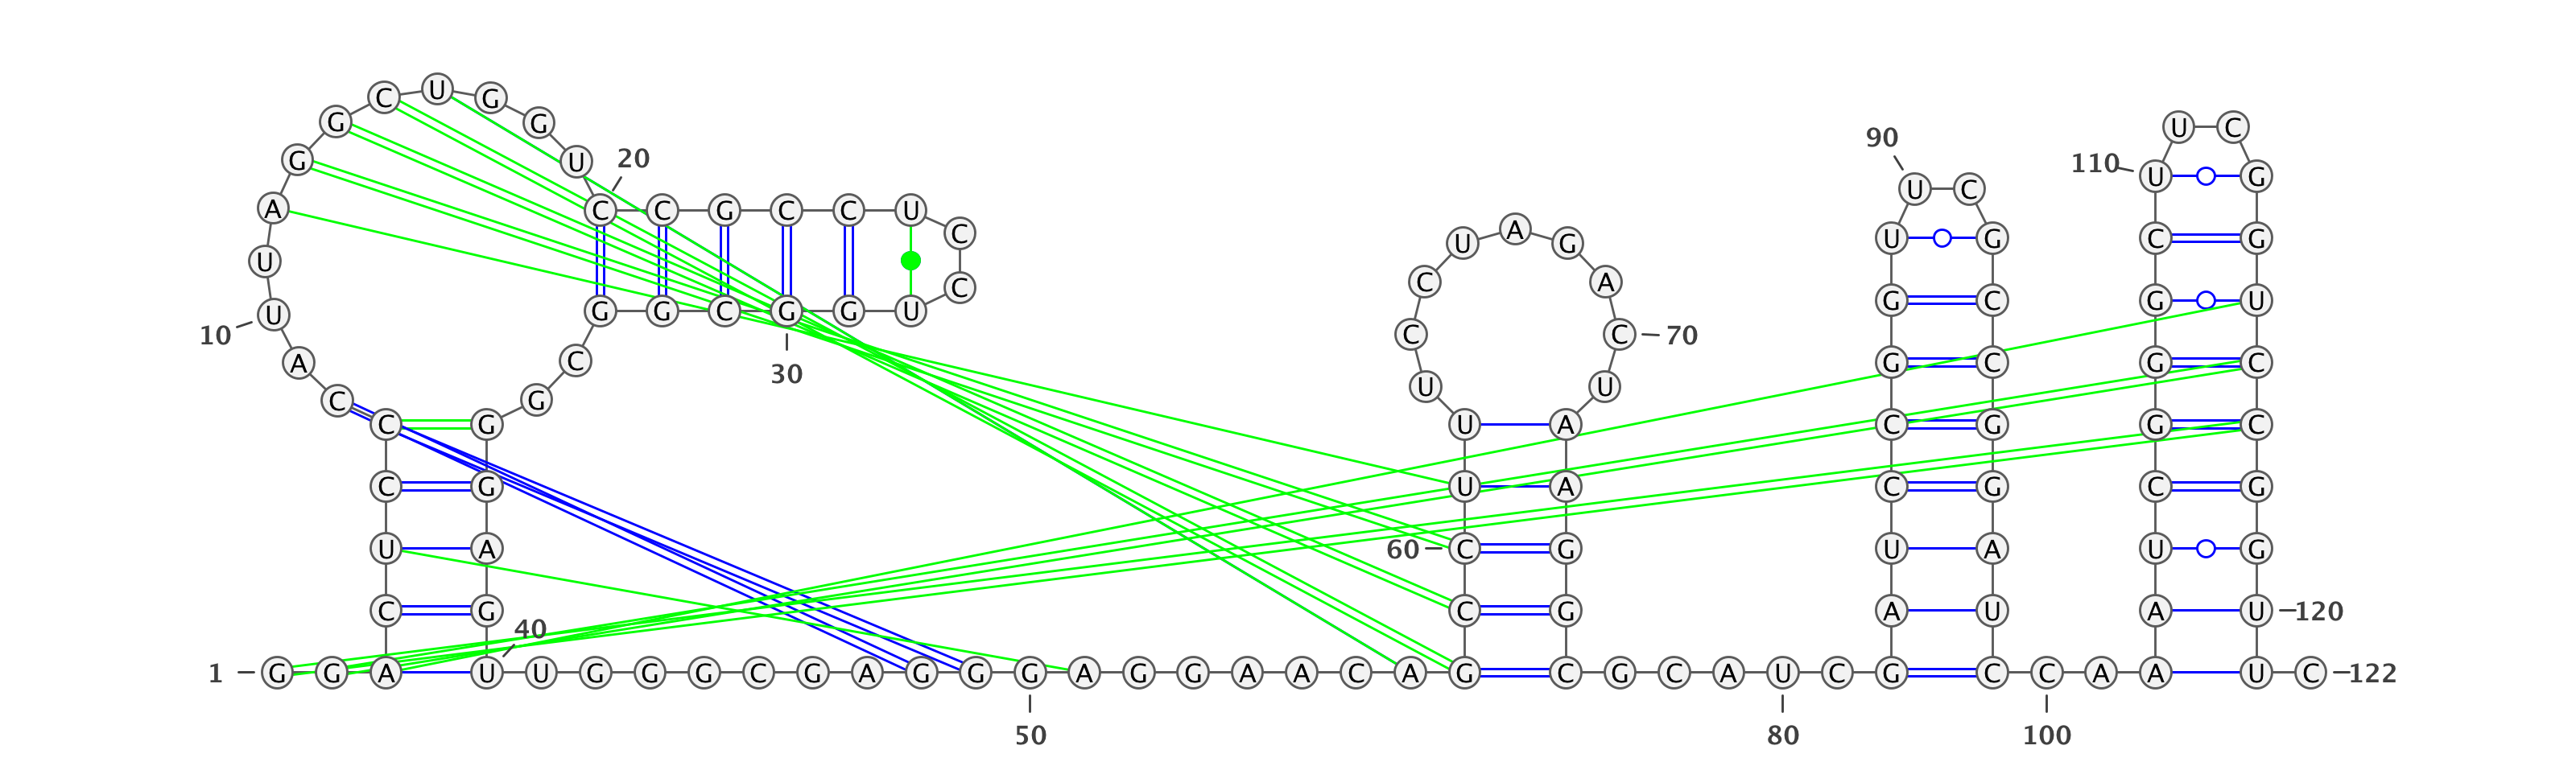 1
G G A C U C C C A U
10
U A G G C U G G U C
20
C G C C U C C U G G
30
C G G C G G G A G U
40
U G G G C G A G G G
50
A G G A A C A G C C
60
U U U C C U A G A C
70
U A A G G C G C A U
80
C G A U C C G G U U
90
C G C C G G A U C C
100
A A A U C G G G C U
110
U C G G U C C G G U
120
U C
122